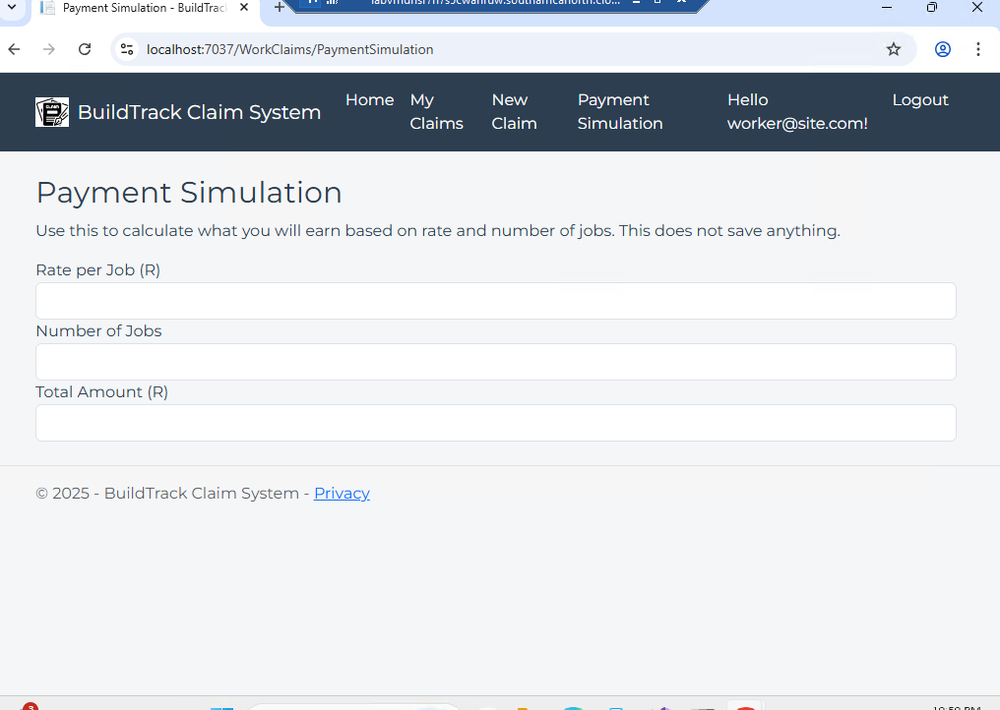 Payment Simulation - BuildTrac
localhost:7037/WorkClaims/PaymentSimulation
BuildTrack Claim System
Home
My Claims
New Claim
Payment Simulation
Hello worker@site.com!
Logout
Payment Simulation
Use this to calculate what you will earn based on rate and number of jobs. This does not save anything.
Rate per Job (R)
Number of Jobs
Total Amount (R)
© 2025 - BuildTrack Claim System - Privacy
3